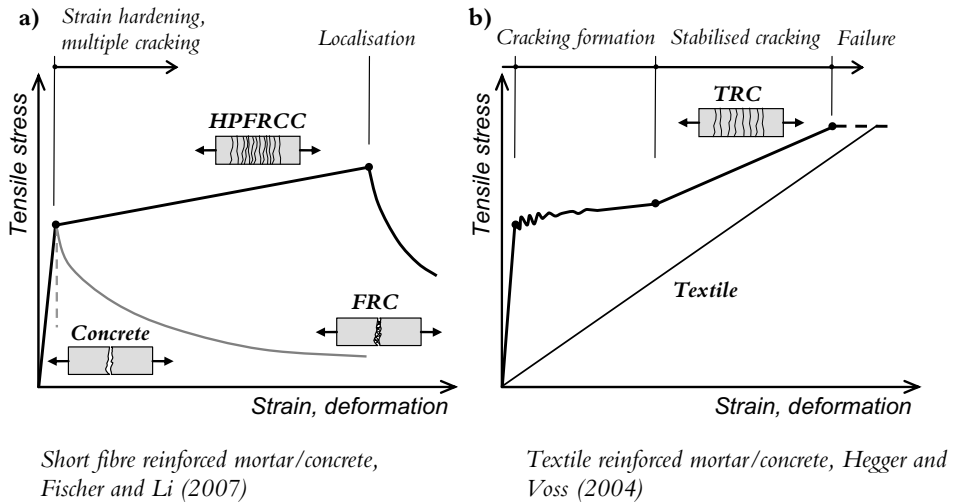 a)
Strain hardening,
multiple cracking
Localisation
Tensile stress
HPFRCC
FRC
Concrete
Strain, deformation
Short fibre reinforced mortar/concrete,
Fischer and Li (2007)
b)
Cracking formation
Stabilised cracking
Failure
Tensile stress
TRC
Textile
Strain, deformation
Textile reinforced mortar/concrete, Hegger and
Voss (2004)